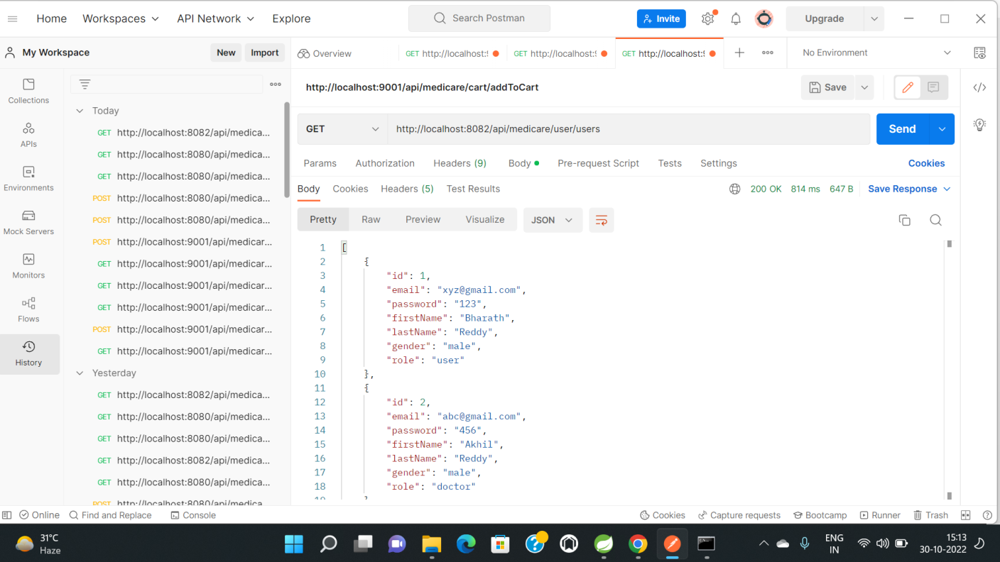 Home Workspaces API Network Explore Search Postman Invite Upgrade
My Workspace New Import Overview GET http://localhost:9 GET http://localhost:9 GET http://localhost:9 No Environment
http://localhost:9001/api/medicare/cart/addToCart Save
Collections
APIs
Environments
Mock Servers
Monitors
Flows
History
Today
GET http://localhost:8082/api/medica...
GET http://localhost:8080/api/medica...
GET http://localhost:8080/api/medica...
POST http://localhost:8080/api/medica...
POST http://localhost:8080/api/medica...
POST http://localhost:9001/api/medicar...
GET http://localhost:9001/api/medicar...
GET http://localhost:9001/api/medicar...
GET http://localhost:9001/api/medicar...
POST http://localhost:9001/api/medicar...
GET http://localhost:9001/api/medicar...
Yesterday
GET http://localhost:8082/api/medica...
GET http://localhost:8080/api/medica...
GET http://localhost:8080/api/medica...
GET http://localhost:8082/api/medica...
GET http://localhost:8080/api/medica...
POST http://localhost:8080/api/medica
GET http://localhost:8082/api/medicare/user/users Send
Params Authorization Headers (9) Body Pre-request Script Tests Settings Cookies
Body Cookies Headers (5) Test Results 200 OK 814 ms 647 B Save Response
Pretty Raw Preview Visualize JSON
1 [
2 {
3 "id": 1,
4 "email": "xyz@gmail.com",
5 "password": "123",
6 "firstName": "Bharath",
7 "lastName": "Reddy",
8 "gender": "male",
9 "role": "user"
10 },
11 {
12 "id": 2,
13 "email": "abc@gmail.com",
14 "password": "456",
15 "firstName": "Akhil",
16 "lastName": "Reddy",
17 "gender": "male",
18 "role": "doctor"
Online Find and Replace Console Cookies Capture requests Bootcamp Runner Trash
31°C
Haze
ENG
IN
15:13
30-10-2022